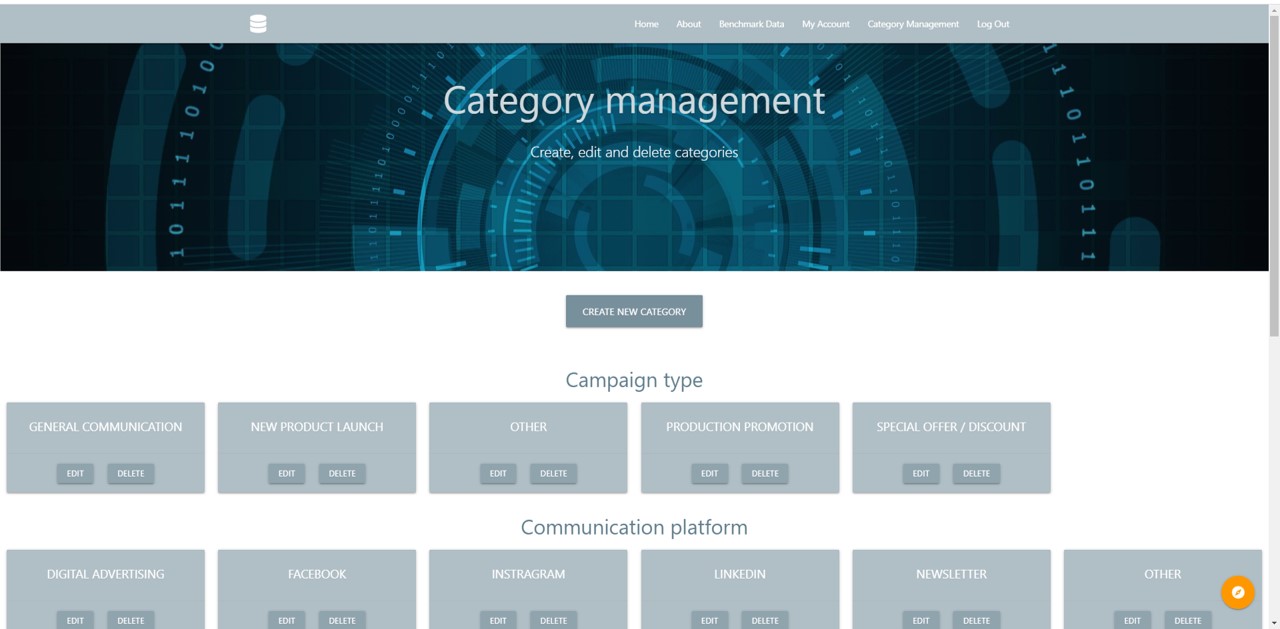 Home About Benchmark Data My Account Category Management Log Out
Category management
Create, edit and delete categories
CREATE NEW CATEGORY
Campaign type
GENERAL COMMUNICATION NEW PRODUCT LAUNCH OTHER PRODUCTION PROMOTION SPECIAL OFFER / DISCOUNT
EDIT DELETE EDIT DELETE EDIT DELETE EDIT DELETE EDIT DELETE
Communication platform
DIGITAL ADVERTISING FACEBOOK INSTRAGRAM LINKEDIN NEWSLETTER OTHER
EDIT DELETE EDIT DELETE EDIT DELETE EDIT DELETE EDIT DELETE EDIT DELETE